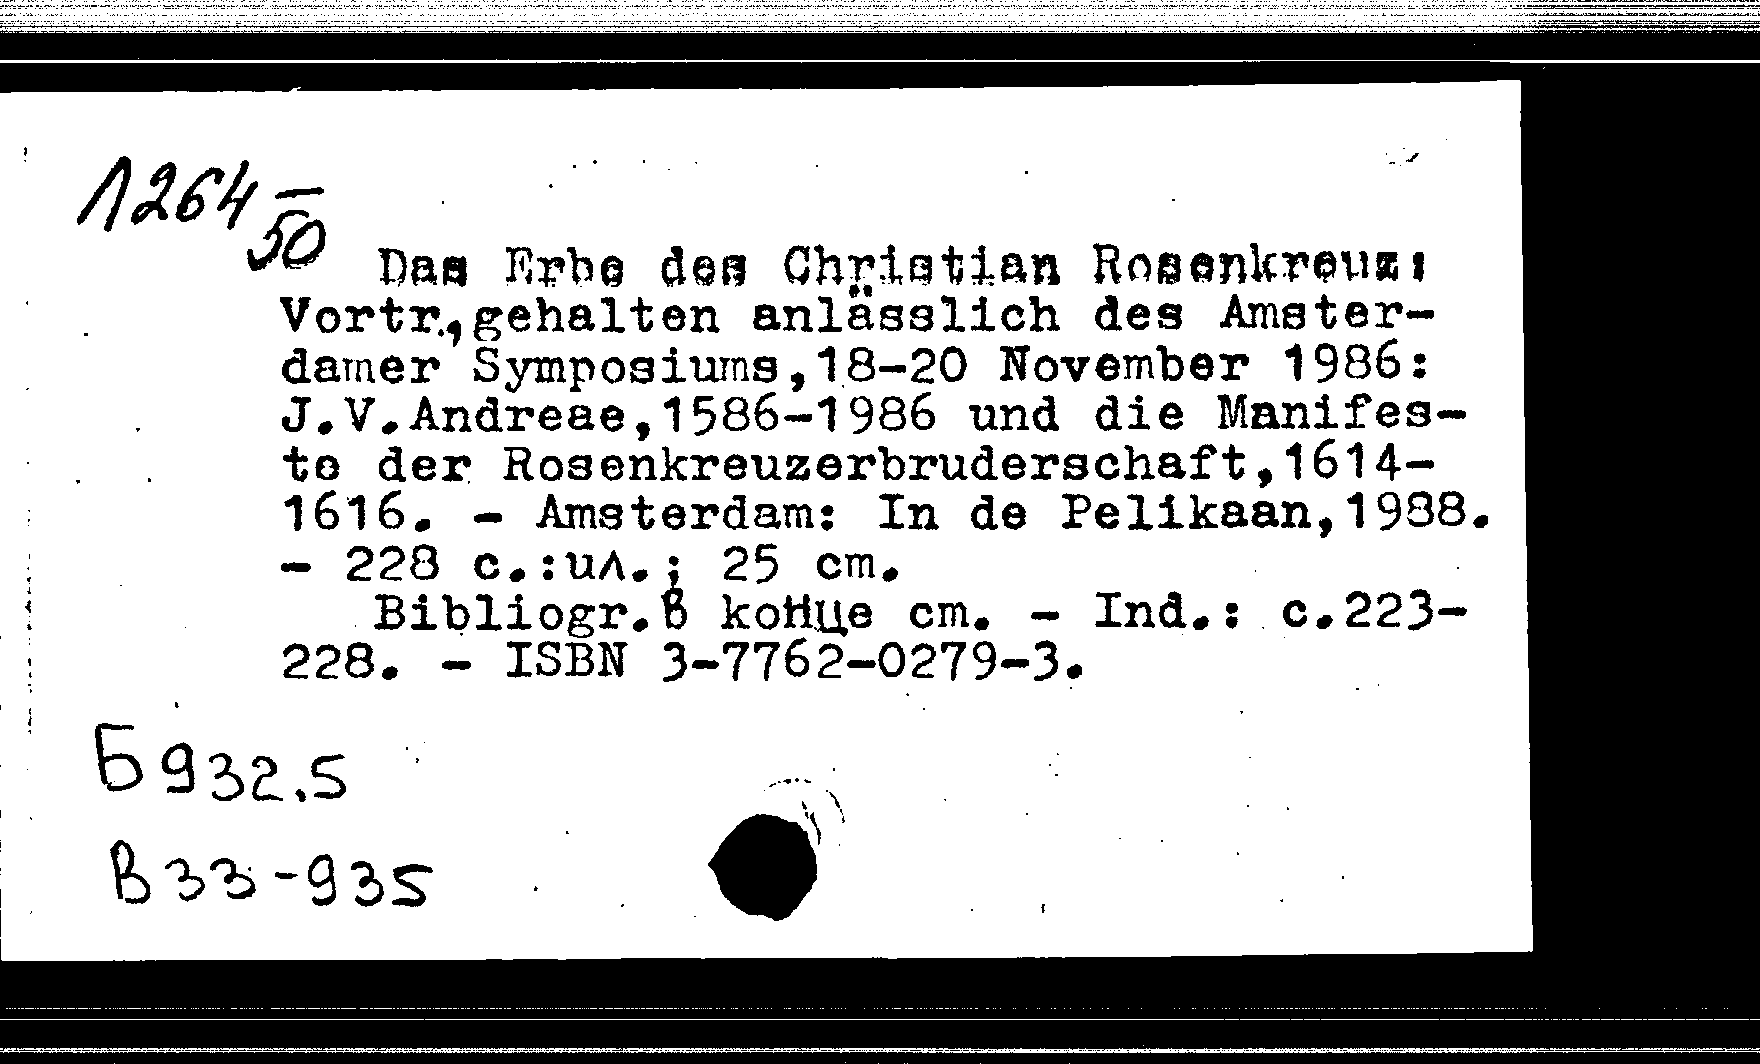 Л264
50
Das Erbe des Christian Rosenkreuz:
Vortr.,gehalten anlässlich des Amster-
damer Symposiums,18-20 November 1986:
J.V.Andreae,1586-1986 und die Manifes-
te der Rosenkreuzerbruderschaft,1614-
1616. - Amsterdam: In de Pelikaan,1988.
- 228 c.:ил.; 25 cm.
Bibliogr.в конце cm. - Ind.: c.223-
228. - ISBN 3-7762-0279-3.
Б932.5
В33-935